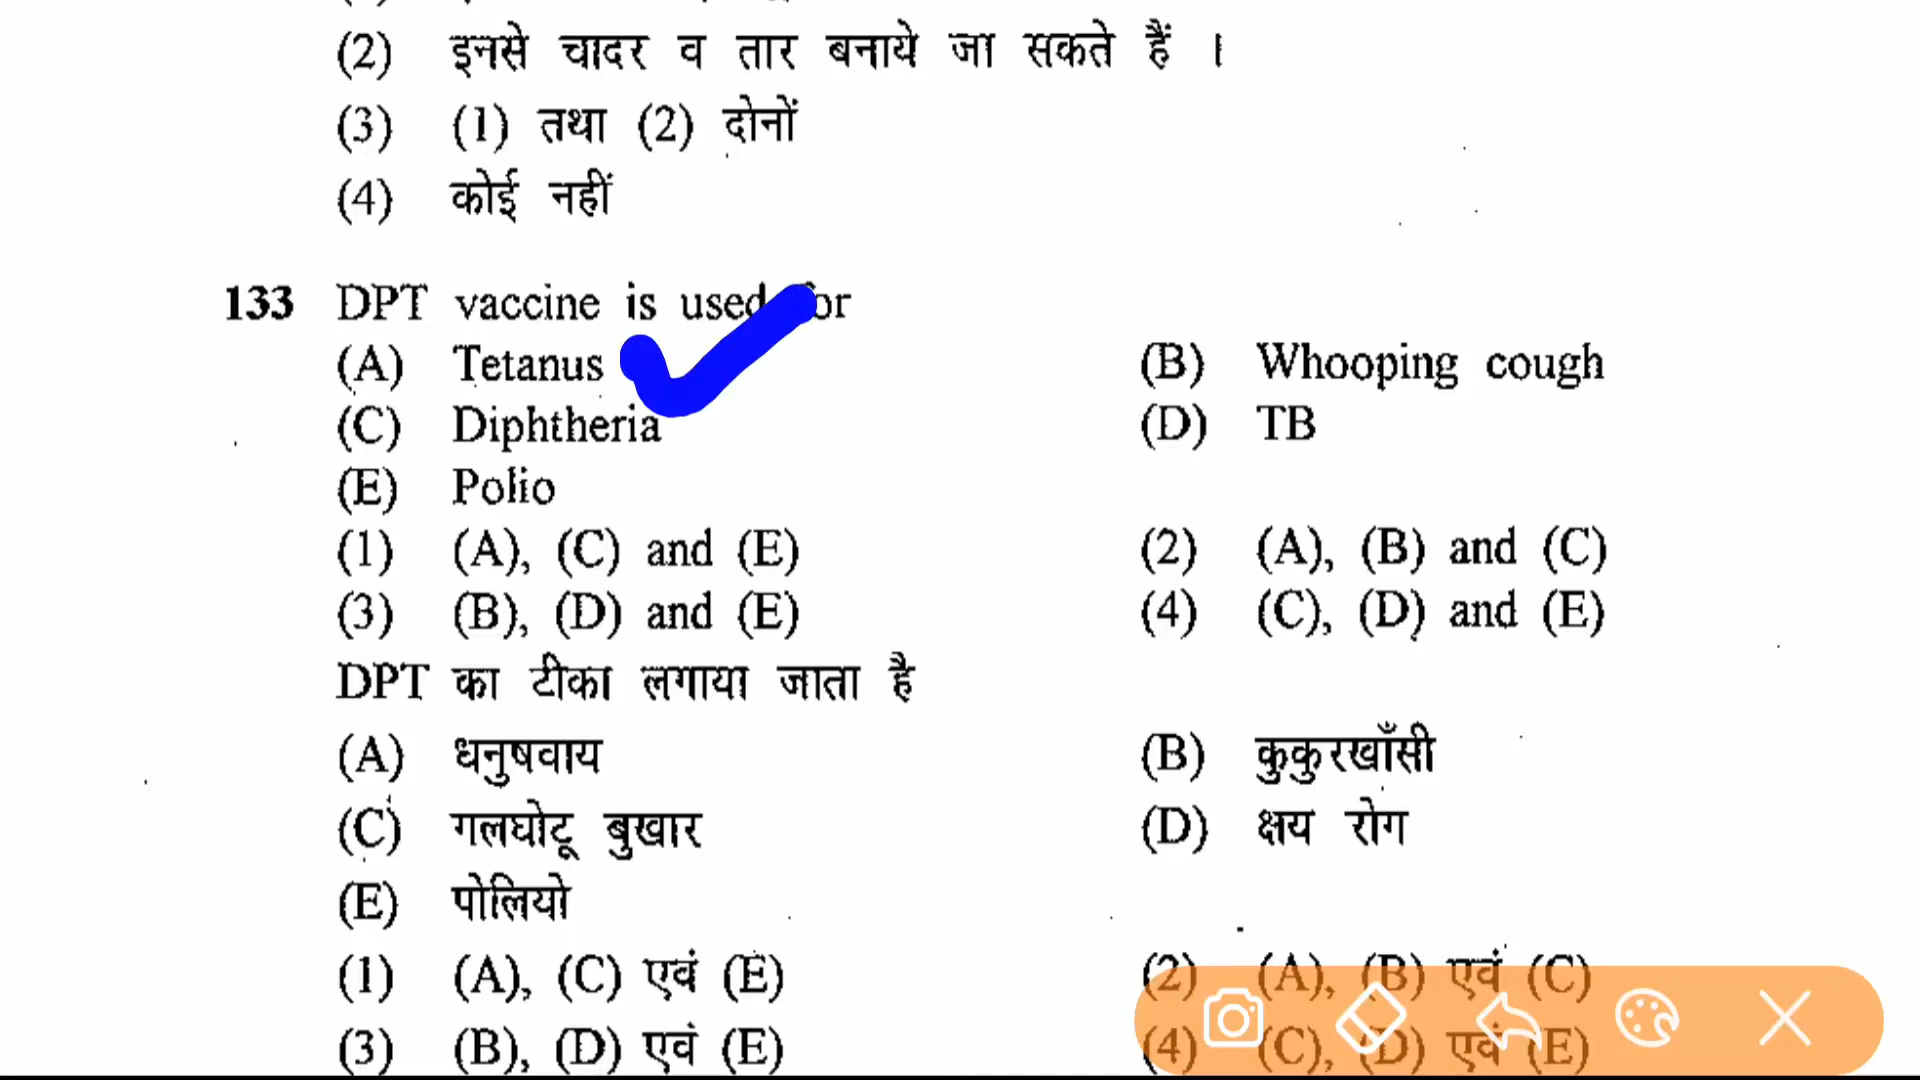 (2) इनसे चादर व तार बनाये जा सकते हैं ।
(3) (1) तथा (2) दोनों
(4) कोई नहीं
133 DPT vaccine is used for
(A) Tetanus (B) Whooping cough
(C) Diphtheria (D) TB
(E) Polio
(1) (A), (C) and (E) (2) (A), (B) and (C)
(3) (B), (D) and (E) (4) (C), (D) and (E)
DPT का टीका लगाया जाता है
(A) धनुषवाय (B) कुकुरखाँसी
(C) गलघोटू बुखार (D) क्षय रोग
(E) पोलियो
(1) (A), (C) एवं (E) (2) (A), (B) एवं (C)
(3) (B), (D) एवं (E) (4) (C), (D) एवं (E)